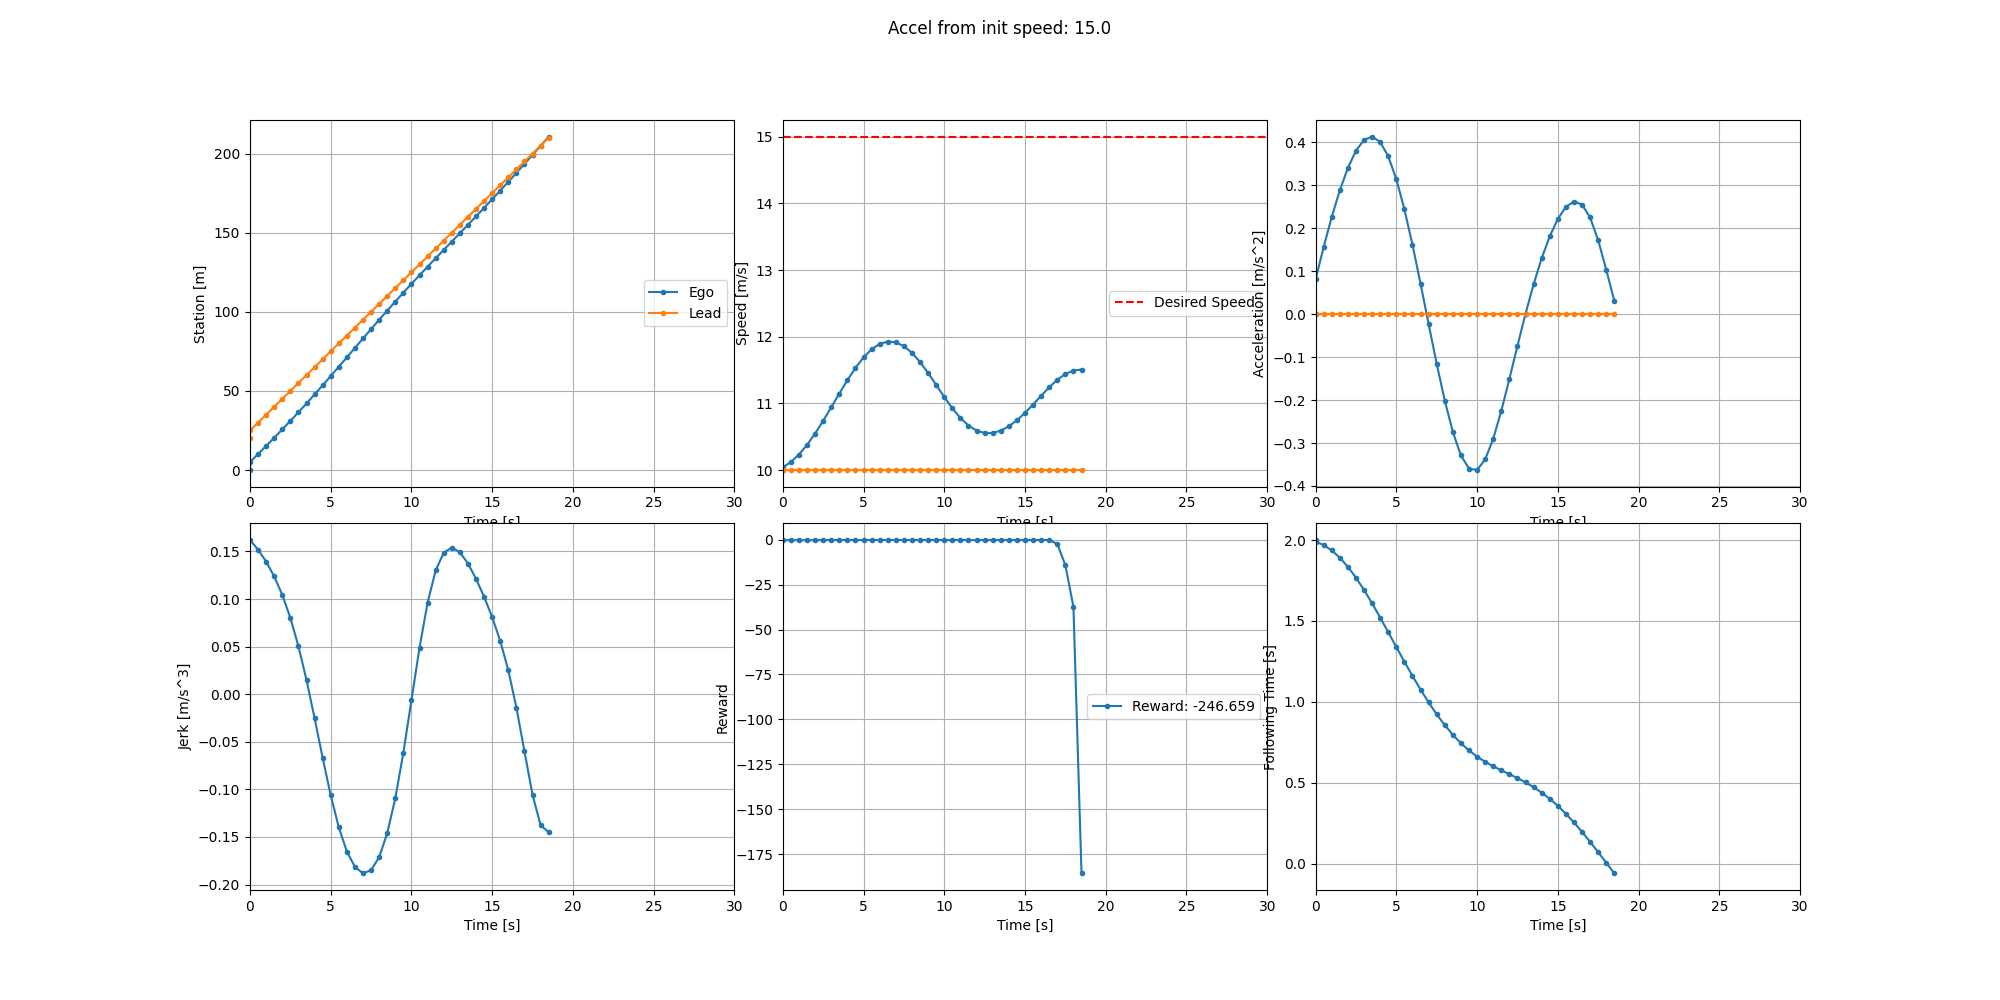 Accel from init speed: 15.0
Station [m]
200
150
100
50
0
0 5 10 15 20 25 30
Time [s]
Ego
Lead
Speed [m/s]
15
14
13
12
11
10
0 5 10 15 20 25 30
Time [s]
Desired Speed
Acceleration [m/s^2]
0.4
0.3
0.2
0.1
0.0
−0.1
−0.2
−0.3
−0.4
0 5 10 15 20 25 30
Time [s]
Jerk [m/s^3]
0.15
0.10
0.05
0.00
−0.05
−0.10
−0.15
−0.20
0 5 10 15 20 25 30
Time [s]
Reward
0
−25
−50
−75
−100
−125
−150
−175
0 5 10 15 20 25 30
Time [s]
Reward: -246.659
Following Time [s]
2.0
1.5
1.0
0.5
0.0
0 5 10 15 20 25 30
Time [s]